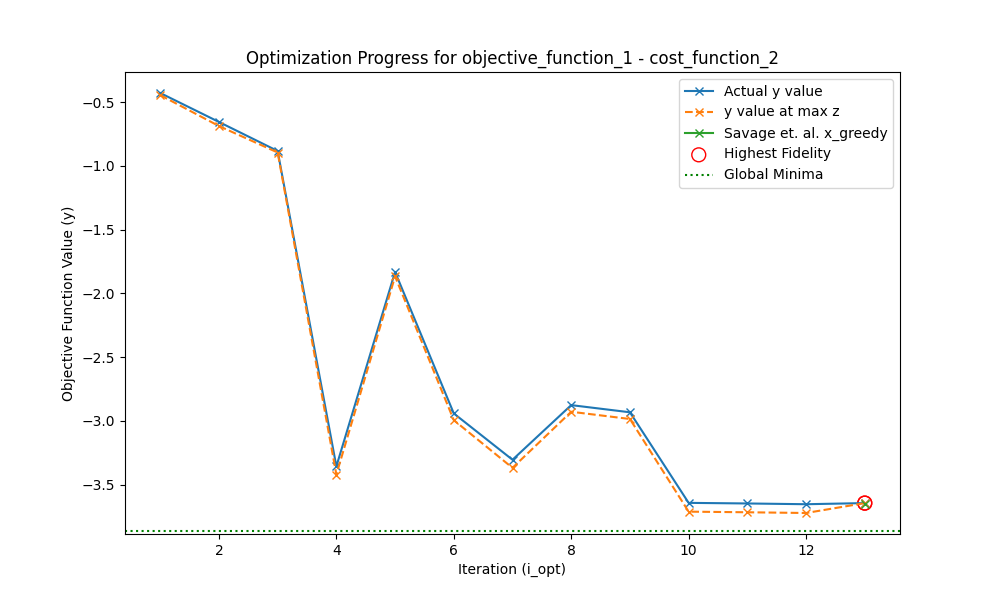 Optimization Progress for objective_function_1 - cost_function_2
Actual y value
y value at max z
Savage et. al. x_greedy
Highest Fidelity
Global Minima
Objective Function Value (y)
−0.5
−1.0
−1.5
−2.0
−2.5
−3.0
−3.5
2 4 6 8 10 12
Iteration (i_opt)